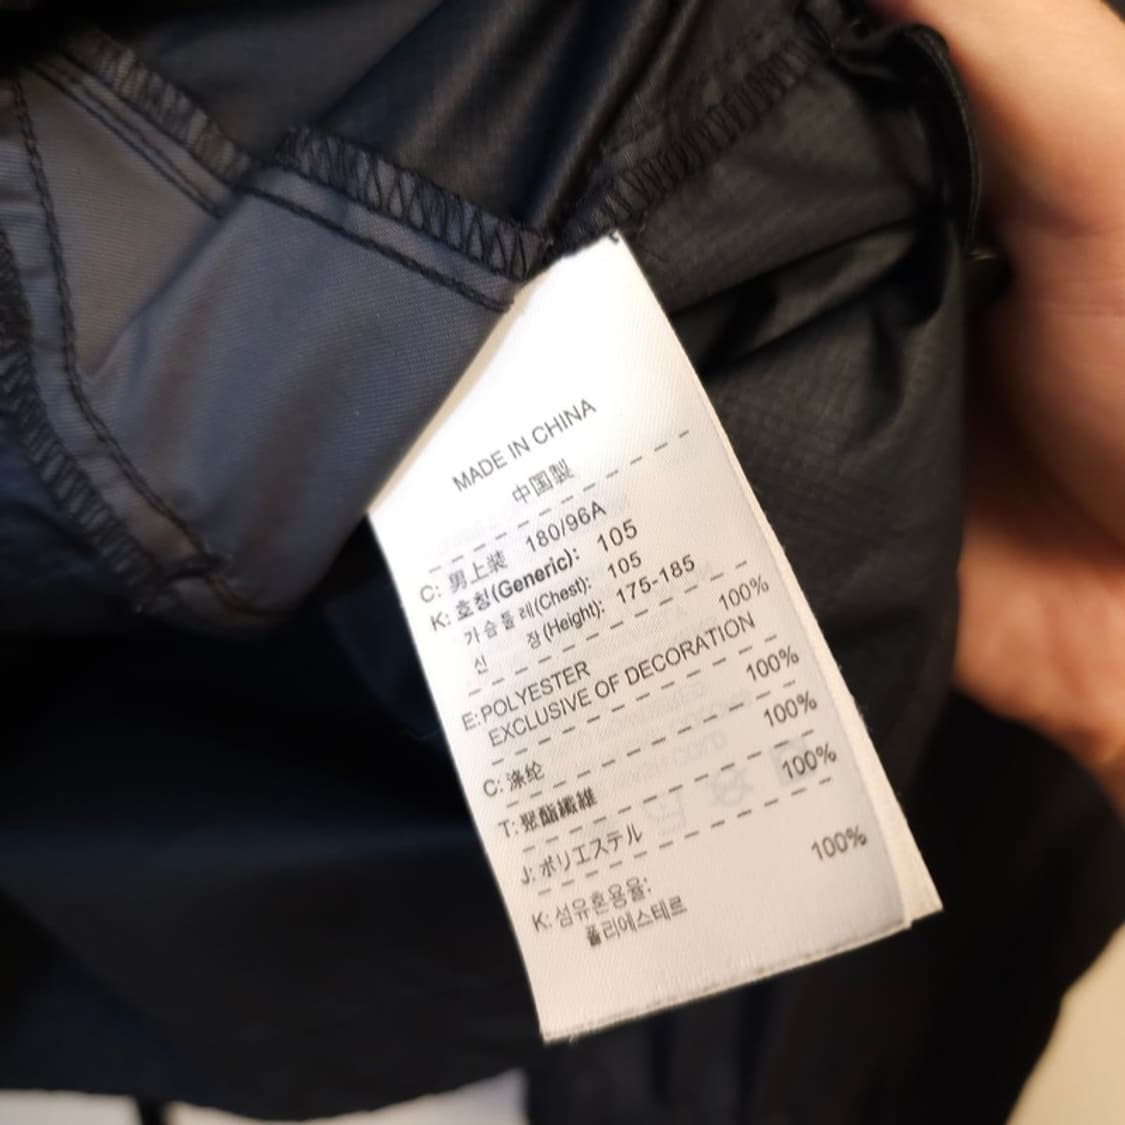 MADE IN CHINA
中国製
C: 男上装 180/96A
K: 호칭(Generic): 105
가슴둘레(Chest): 105
신 장(Height): 175-185
E:POLYESTER 100%
EXCLUSIVE OF DECORATION
C: 涤纶 100%
T: 聚酯纖維 100%
J: ポリエステル 100%
K: 섬유혼용율:
폴리에스테르 100%